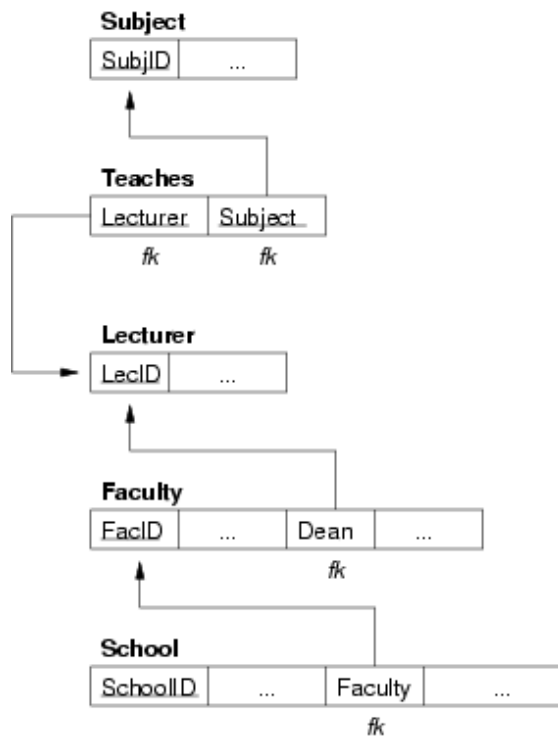 Subject
SubjID ...
Teaches
Lecturer Subject
fk fk
Lecturer
LecID ...
Faculty
FacID ... Dean ...
fk
School
SchoolID ... Faculty ...
fk